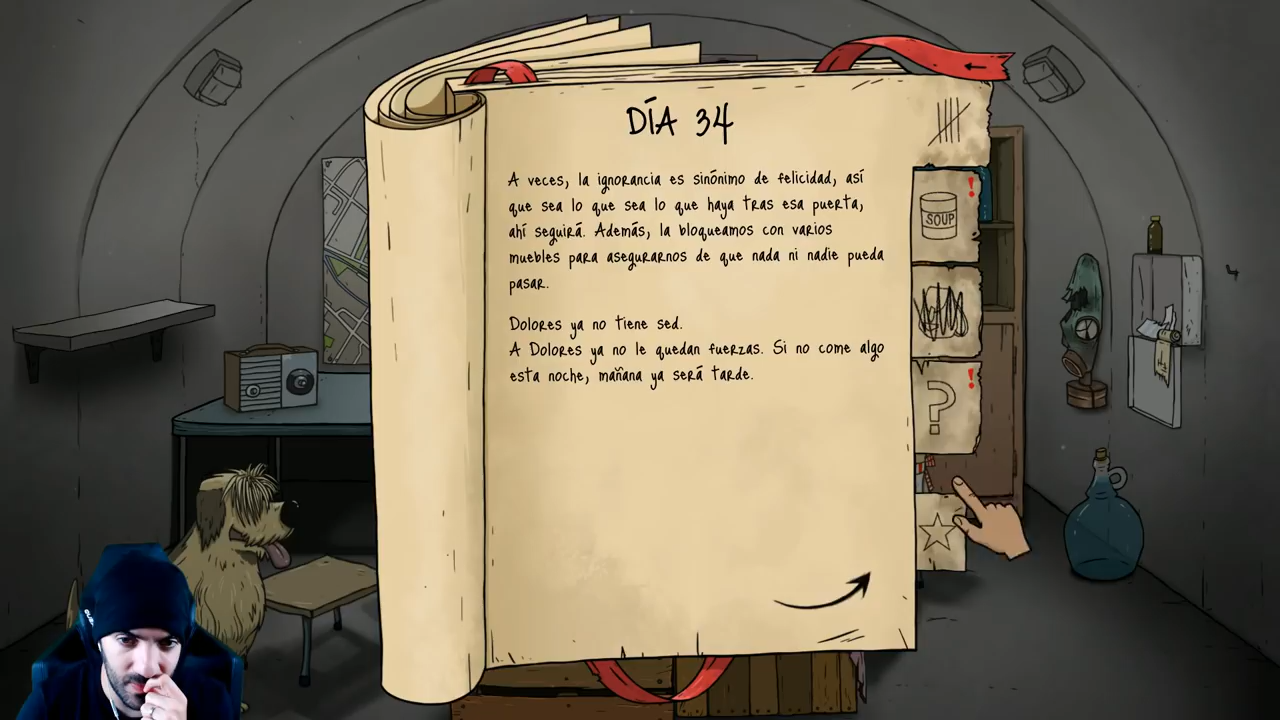 DÍA 34
A veces, la ignorancia es sinónimo de felicidad, así
que sea lo que sea lo que haya tras esa puerta,
ahí seguirá. Además, la bloqueamos con varios
muebles para asegurarnos de que nada ni nadie pueda
pasar.
Dolores ya no tiene sed.
A Dolores ya no le quedan fuerzas. Si no come algo
esta noche, mañana ya será tarde.
!
SOUP
!
?